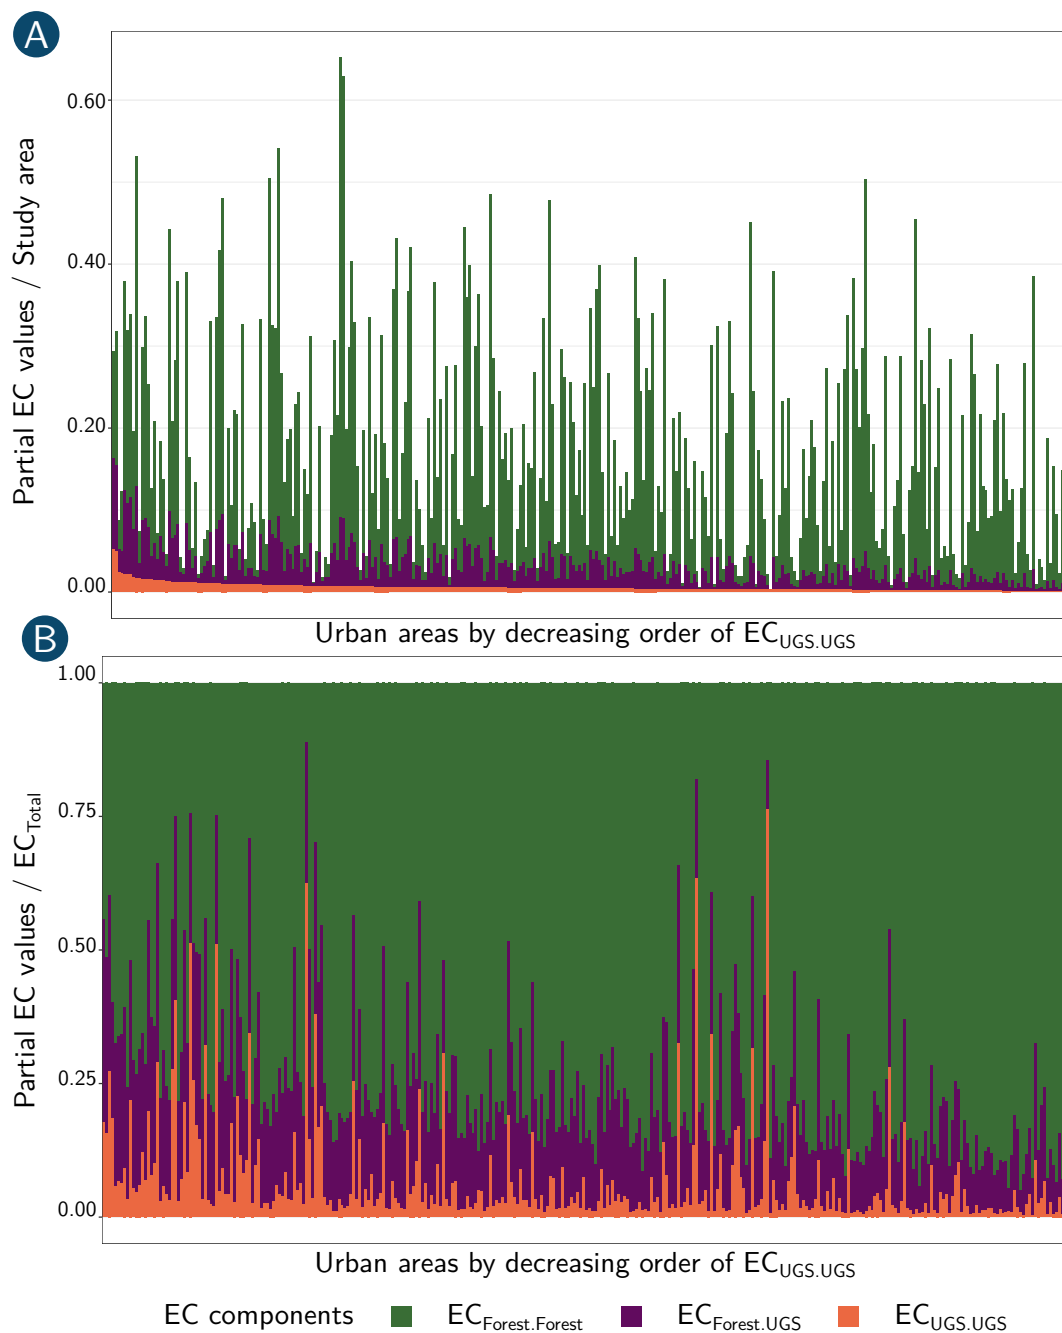 A
Partial EC values / Study area
0.60
0.40
0.20
0.00
Urban areas by decreasing order of EC_UGS.UGS
B
Partial EC values / EC_Total
1.00
0.75
0.50
0.25
0.00
Urban areas by decreasing order of EC_UGS.UGS
EC components EC_Forest.Forest EC_Forest.UGS EC_UGS.UGS